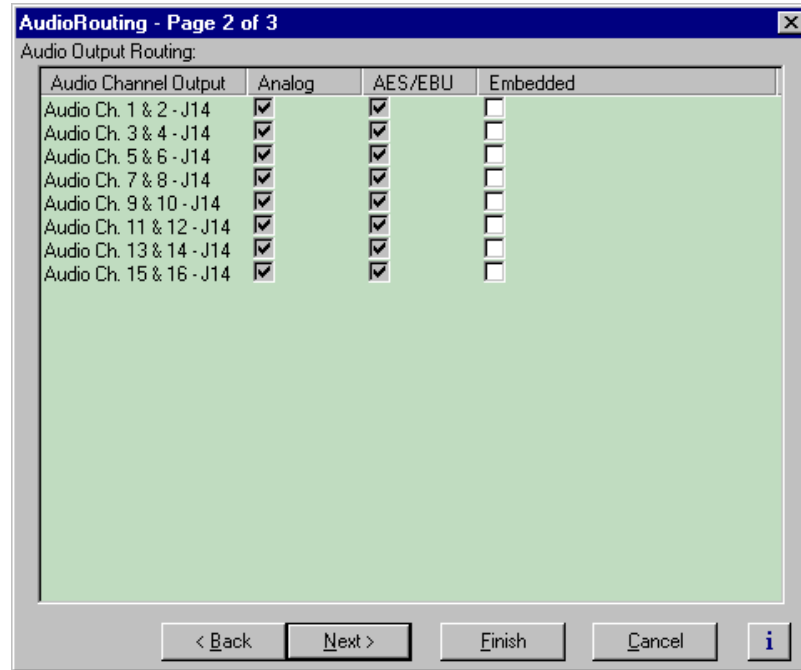 AudioRouting - Page 2 of 3
Audio Output Routing:
Audio Channel Output Analog AES/EBU Embedded
Audio Ch. 1 & 2 - J14
Audio Ch. 3 & 4 - J14
Audio Ch. 5 & 6 - J14
Audio Ch. 7 & 8 - J14
Audio Ch. 9 & 10 - J14
Audio Ch. 11 & 12 - J14
Audio Ch. 13 & 14 - J14
Audio Ch. 15 & 16 - J14
< Back Next > Finish Cancel i